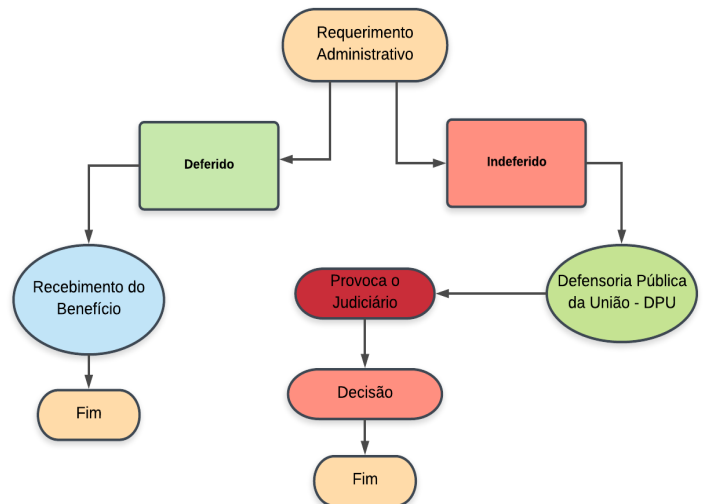 Requerimento
Administrativo
Deferido
Indeferido
Recebimento do
Benefício
Provoca o
Judiciário
Defensoria Pública
da União - DPU
Decisão
Fim
Fim